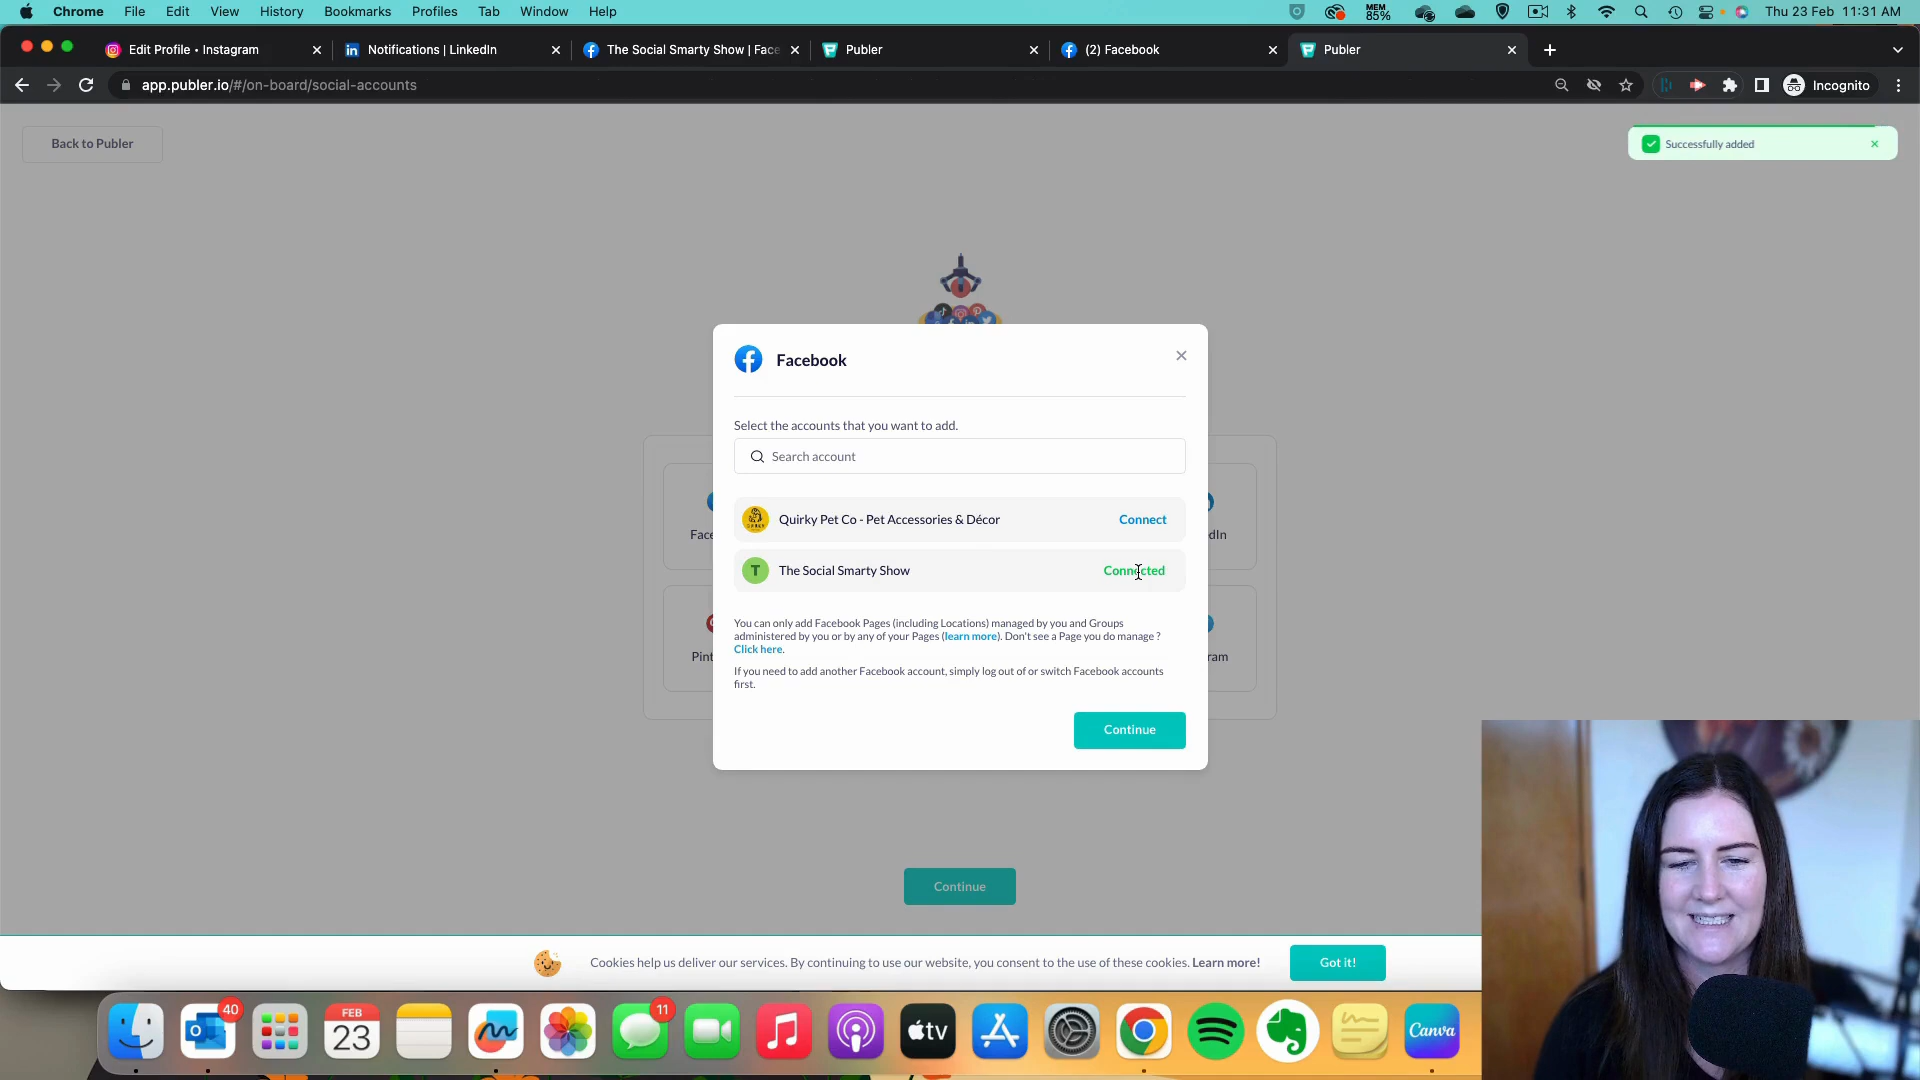 Chrome File Edit View History Bookmarks Profiles Tab Window Help
MEM 85%
Thu 23 Feb 11:31 AM
Edit Profile • Instagram
Notifications | LinkedIn
The Social Smarty Show | Face
Publer
(2) Facebook
Publer
app.publer.io/#/on-board/social-accounts
Incognito
Back to Publer
Successfully added
Facebook
Select the accounts that you want to add.
Search account
Quirky Pet Co - Pet Accessories & Décor
Connect
T
The Social Smarty Show
Connected
You can only add Facebook Pages (including Locations) managed by you and Groups
administered by you or by any of your Pages (learn more). Don't see a Page you do manage ?
Click here.
If you need to add another Facebook account, simply log out of or switch Facebook accounts
first.
Continue
Face
dIn
Pint
ram
Continue
Cookies help us deliver our services. By continuing to use our website, you consent to the use of these cookies. Learn more!
Got it!
40
FEB
23
11
tv
Canva